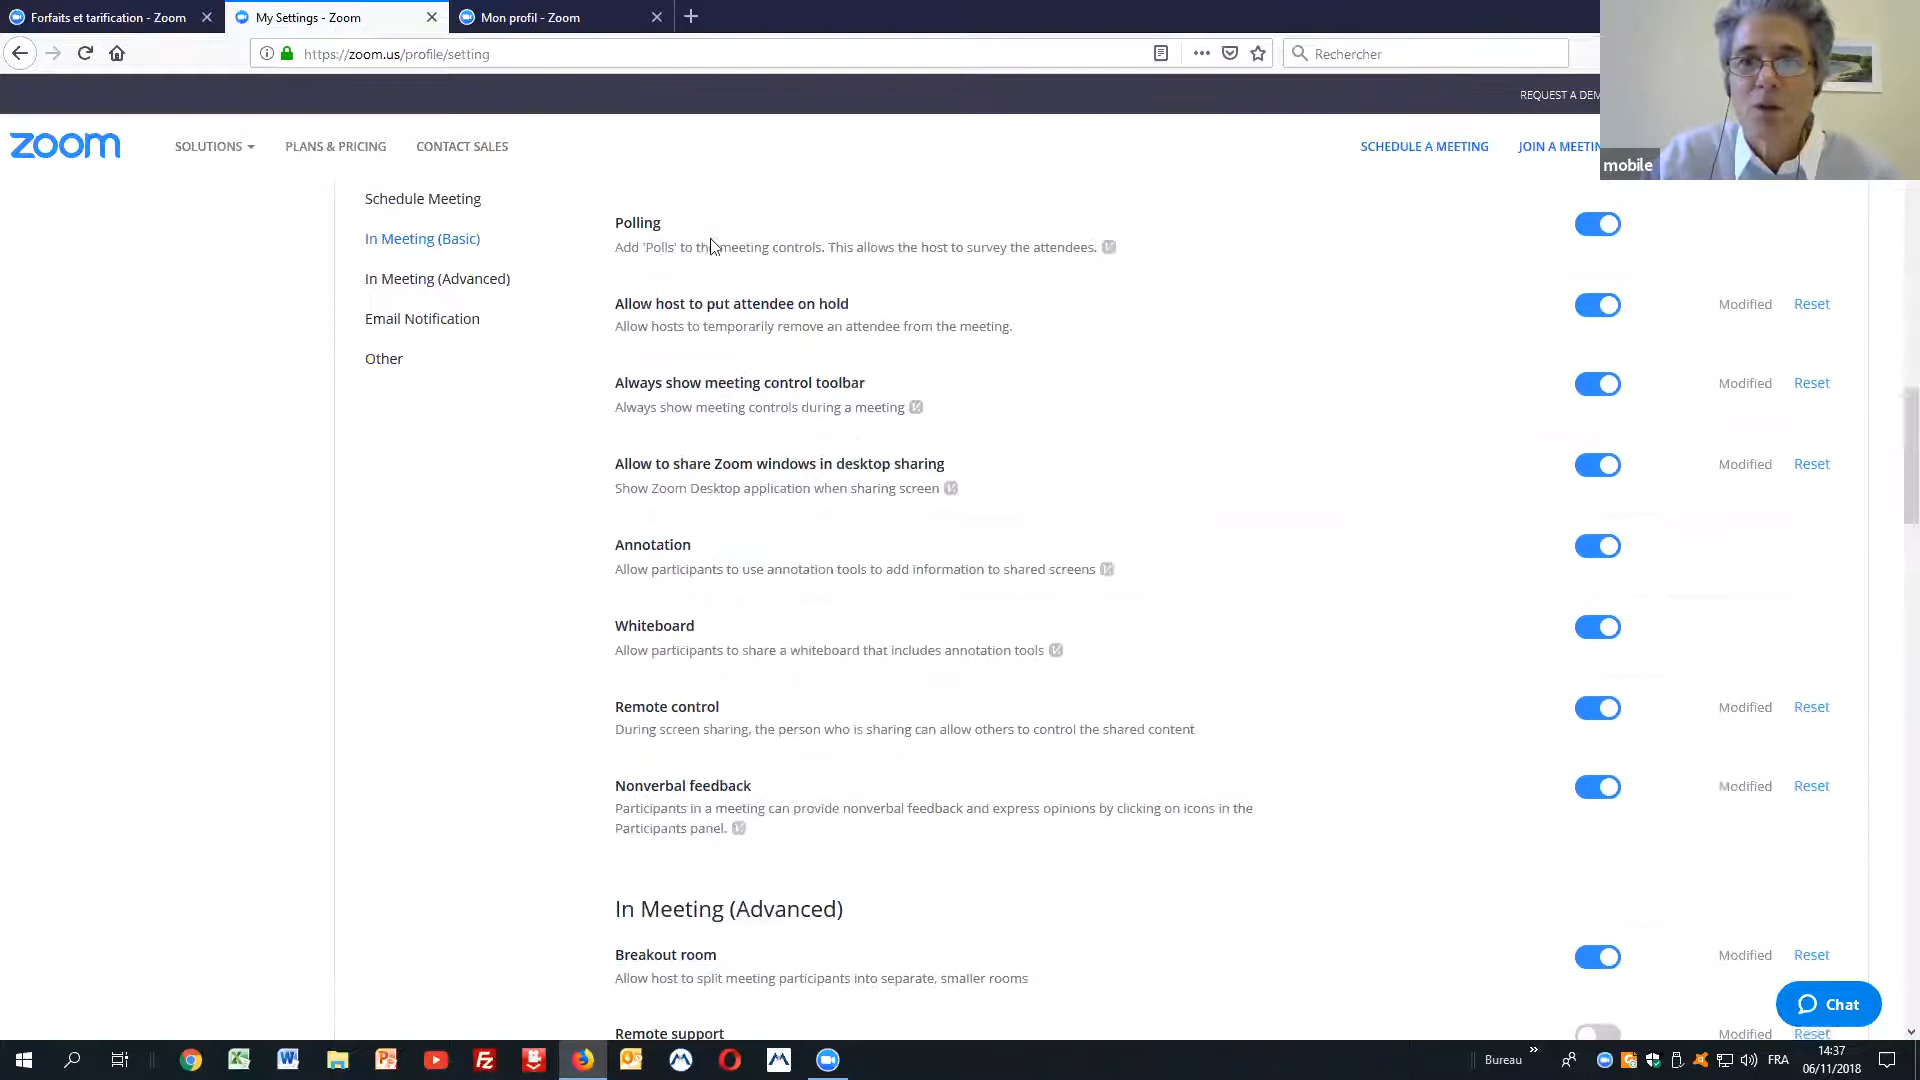 Forfaits et tarification - Zoom
My Settings - Zoom
Mon profil - Zoom
https://zoom.us/profile/setting
Rechercher
REQUEST A DEM
zoom
SOLUTIONS
PLANS & PRICING
CONTACT SALES
SCHEDULE A MEETING
JOIN A MEETIN
mobile
Schedule Meeting
In Meeting (Basic)
In Meeting (Advanced)
Email Notification
Other
Polling
Add 'Polls' to the meeting controls. This allows the host to survey the attendees.
Allow host to put attendee on hold
Modified Reset
Allow hosts to temporarily remove an attendee from the meeting.
Always show meeting control toolbar
Modified Reset
Always show meeting controls during a meeting
Allow to share Zoom windows in desktop sharing
Modified Reset
Show Zoom Desktop application when sharing screen
Annotation
Allow participants to use annotation tools to add information to shared screens
Whiteboard
Allow participants to share a whiteboard that includes annotation tools
Remote control
Modified Reset
During screen sharing, the person who is sharing can allow others to control the shared content
Nonverbal feedback
Modified Reset
Participants in a meeting can provide nonverbal feedback and express opinions by clicking on icons in the
Participants panel.
In Meeting (Advanced)
Breakout room
Modified Reset
Allow host to split meeting participants into separate, smaller rooms
Remote support
Modified Reset
Chat
Bureau
FRA
14:37
06/11/2018